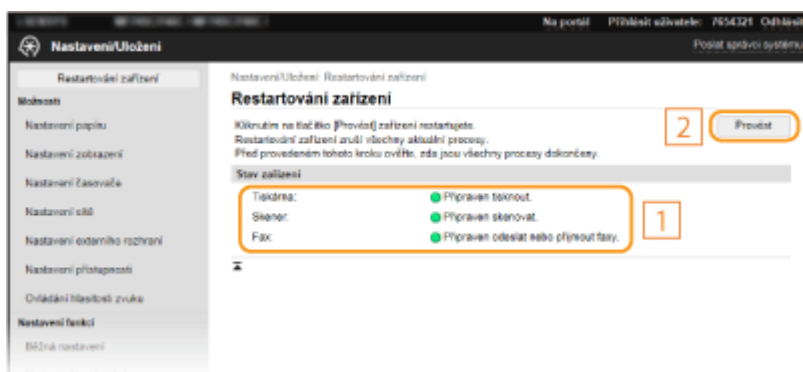 Na portál Přihlásit uživatele: 7654321 Odhlásit
Nastavení/Uložení
Poslat správci systému
Restartování zařízení
Možnosti
Nastavení papíru
Nastavení zobrazení
Nastavení časovače
Nastavení sítě
Nastavení externího rozhraní
Nastavení přístupnosti
Ovládání hlasitosti zvuku
Nastavení funkcí
Běžná nastavení
Nastavení/Uložení: Restartování zařízení
Restartování zařízení
Kliknutím na tlačítko [Provést] zařízení restartujete.
Restartování zařízení zruší všechny aktuální procesy.
Před provedeném tohoto kroku ověřte, zda jsou všechny procesy dokončeny.
2
Provést
Stav zařízení
Tiskárna: Připraven tisknout.
Skener: Připraven skenovat.
Fax: Připraven odeslat nebo přijmout faxy.
1